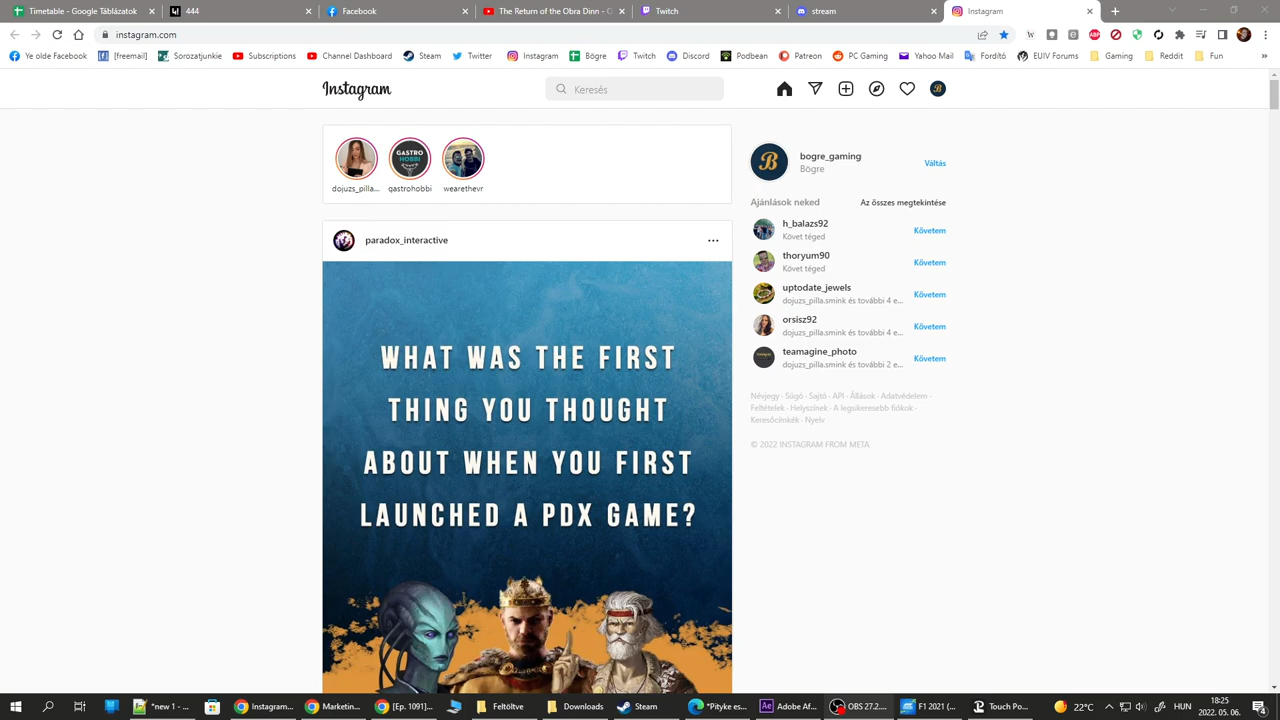 Timetable - Google Táblázatok
444
Facebook
The Return of the Obra Dinn - C
Twitch
Instagram
instagram.com
Ye olde Facebook
[freemail]
Sorozatjunkie
Subscriptions
Channel Dashboard
Steam
Twitter
Instagram
Bögre
Twitch
Discord
Podbean
Patreon
PC Gaming
Yahoo Mail
Fordító
EUIV Forums
Gaming
Reddit
Fun
»
Instagram
Keresés
B
dojuzs_pilla...
GASTRO
HOBBI
gastrohobbi
wearethevr
B
bogre_gaming
Bögre
Váltás
Ajánlások neked
Az összes megtekintése
h_balazs92
Követ téged
Követem
thoryum90
Követ téged
Követem
uptodate_jewels
dojuzs_pilla.smink és további 4 e...
Követem
orsisz92
dojuzs_pilla.smink és további 4 e...
Követem
teamagine_photo
dojuzs_pilla.smink és további 2 e...
Követem
Névjegy · Súgó · Sajtó · API · Állások · Adatvédelem ·
Feltételek · Helyszínek · A legsikeresebb fiókok ·
Keresőcímkék · Nyelv
© 2022 INSTAGRAM FROM META
paradox_interactive
WHAT WAS THE FIRST
THING YOU THOUGHT
ABOUT WHEN YOU FIRST
LAUNCHED A PDX GAME?
"new 1 - ...
Instagram...
Marketin...
[Ep. 1091]...
Feltöltve
Downloads
Steam
"Pityke es...
Adobe Af...
OBS 27.2...
F1 2021 (...
Touch Po...
22°C
HUN
18:25
2022. 05. 06.